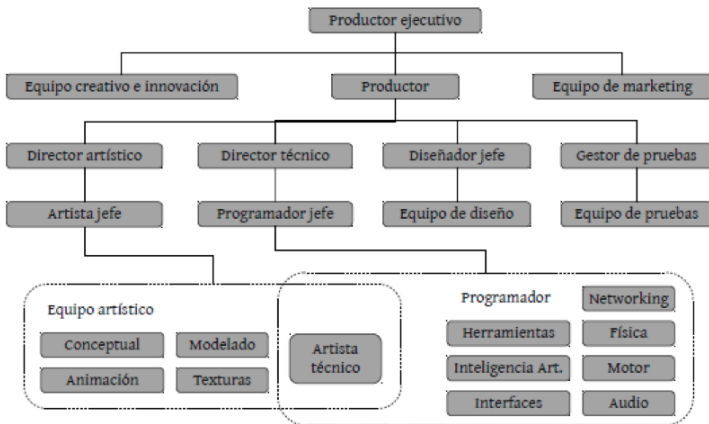 Productor ejecutivo
Equipo creativo e innovación
Productor
Equipo de marketing
Director artístico
Director técnico
Diseñador jefe
Gestor de pruebas
Artista jefe
Programador jefe
Equipo de diseño
Equipo de pruebas
Equipo artístico
Conceptual
Modelado
Animación
Texturas
Artista
técnico
Programador
Networking
Herramientas
Física
Inteligencia Art.
Motor
Interfaces
Audio